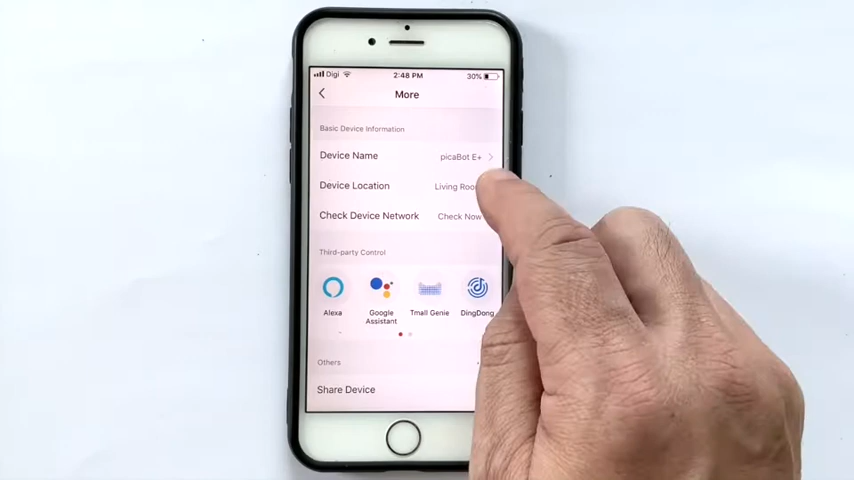 Digi 2:48 PM 30%
More
Basic Device Information
Device Name picaBot E+
Device Location Living
Check Device Network Check Now
Third-party Control
Alexa Google Assistant Tmall Genie DingDong
Others
Share Device